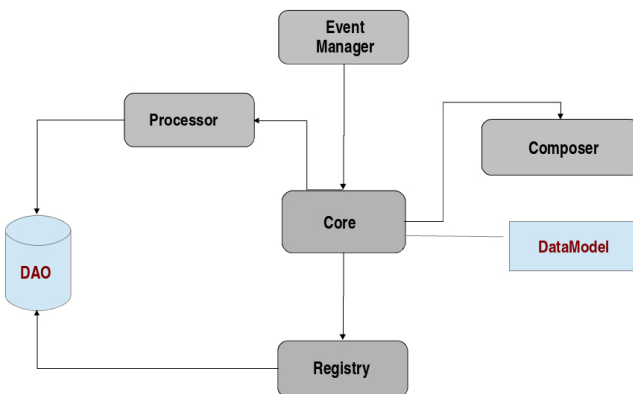 Event
Manager
Processor
Composer
Core
DataModel
DAO
Registry